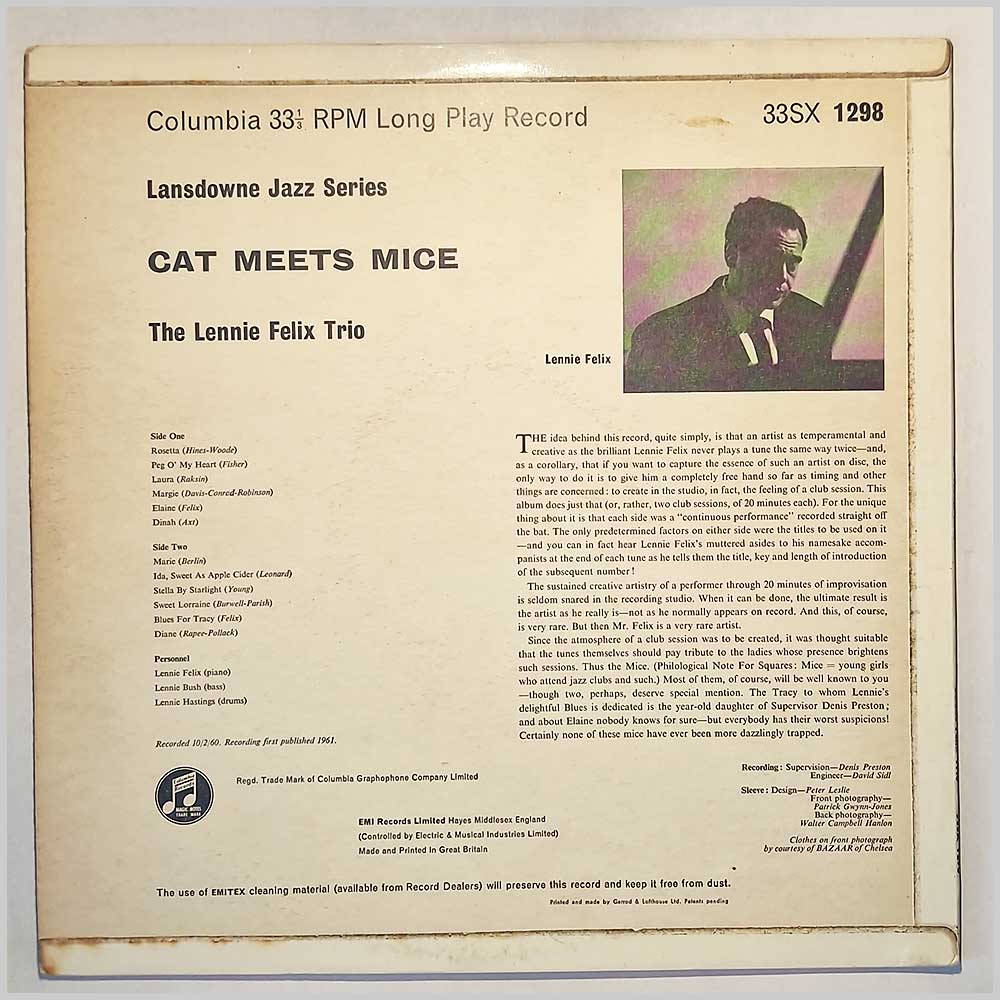 Columbia 33⅓ RPM Long Play Record
33SX 1298
Lansdowne Jazz Series
CAT MEETS MICE
The Lennie Felix Trio
Lennie Felix
Side One
Rosetta (Hines-Woode)
Peg O' My Heart (Fisher)
Laura (Raksin)
Margie (Davis-Conrad-Robinson)
Elaine (Felix)
Dinah (Axt)
Side Two
Marie (Berlin)
Ida, Sweet As Apple Cider (Leonard)
Stella By Starlight (Young)
Sweet Lorraine (Burwell-Parish)
Blues For Tracy (Felix)
Diane (Rapee-Pollack)
Personnel
Lennie Felix (piano)
Lennie Bush (bass)
Lennie Hastings (drums)
Recorded 10/2/60. Recording first published 1961.
THE idea behind this record, quite simply, is that an artist as temperamental and
creative as the brilliant Lennie Felix never plays a tune the same way twice—and,
as a corollary, that if you want to capture the essence of such an artist on disc, the
only way to do it is to give him a completely free hand so far as timing and other
things are concerned: to create in the studio, in fact, the feeling of a club session. This
album does just that (or, rather, two club sessions, of 20 minutes each). For the unique
thing about it is that each side was a "continuous performance" recorded straight off
the bat. The only predetermined factors on either side were the titles to be used on it
—and you can in fact hear Lennie Felix's muttered asides to his namesake accom-
panists at the end of each tune as he tells them the title, key and length of introduction
of the subsequent number!
The sustained creative artistry of a performer through 20 minutes of improvisation
is seldom snared in the recording studio. When it can be done, the ultimate result is
the artist as he really is—not as he normally appears on record. And this, of course,
is very rare. But then Mr. Felix is a very rare artist.
Since the atmosphere of a club session was to be created, it was thought suitable
that the tunes themselves should pay tribute to the ladies whose presence brightens
such sessions. Thus the Mice. (Philological Note For Squares: Mice = young girls
who attend jazz clubs and such.) Most of them, of course, will be well known to you
—though two, perhaps, deserve special mention. The Tracy to whom Lennie's
delightful Blues is dedicated is the year-old daughter of Supervisor Denis Preston;
and about Elaine nobody knows for sure—but everybody has their worst suspicions!
Certainly none of these mice have ever been more dazzlingly trapped.
Recording: Supervision—Denis Preston
Engineer—David Sidl
Sleeve: Design—Peter Leslie
Front photography—
Patrick Gwynn-Jones
Back photography—
Walter Campbell Hanlon
Clothes on front photograph
by courtesy of BAZAAR of Chelsea
Columbia
Records
MAGIC NOTES
TRADE MARK
Regd. Trade Mark of Columbia Graphophone Company Limited
EMI Records Limited Hayes Middlesex England
(Controlled by Electric & Musical Industries Limited)
Made and Printed in Great Britain
The use of EMITEX cleaning material (available from Record Dealers) will preserve this record and keep it free from dust.
Printed and made by Garrod & Lofthouse Ltd. Patents pending